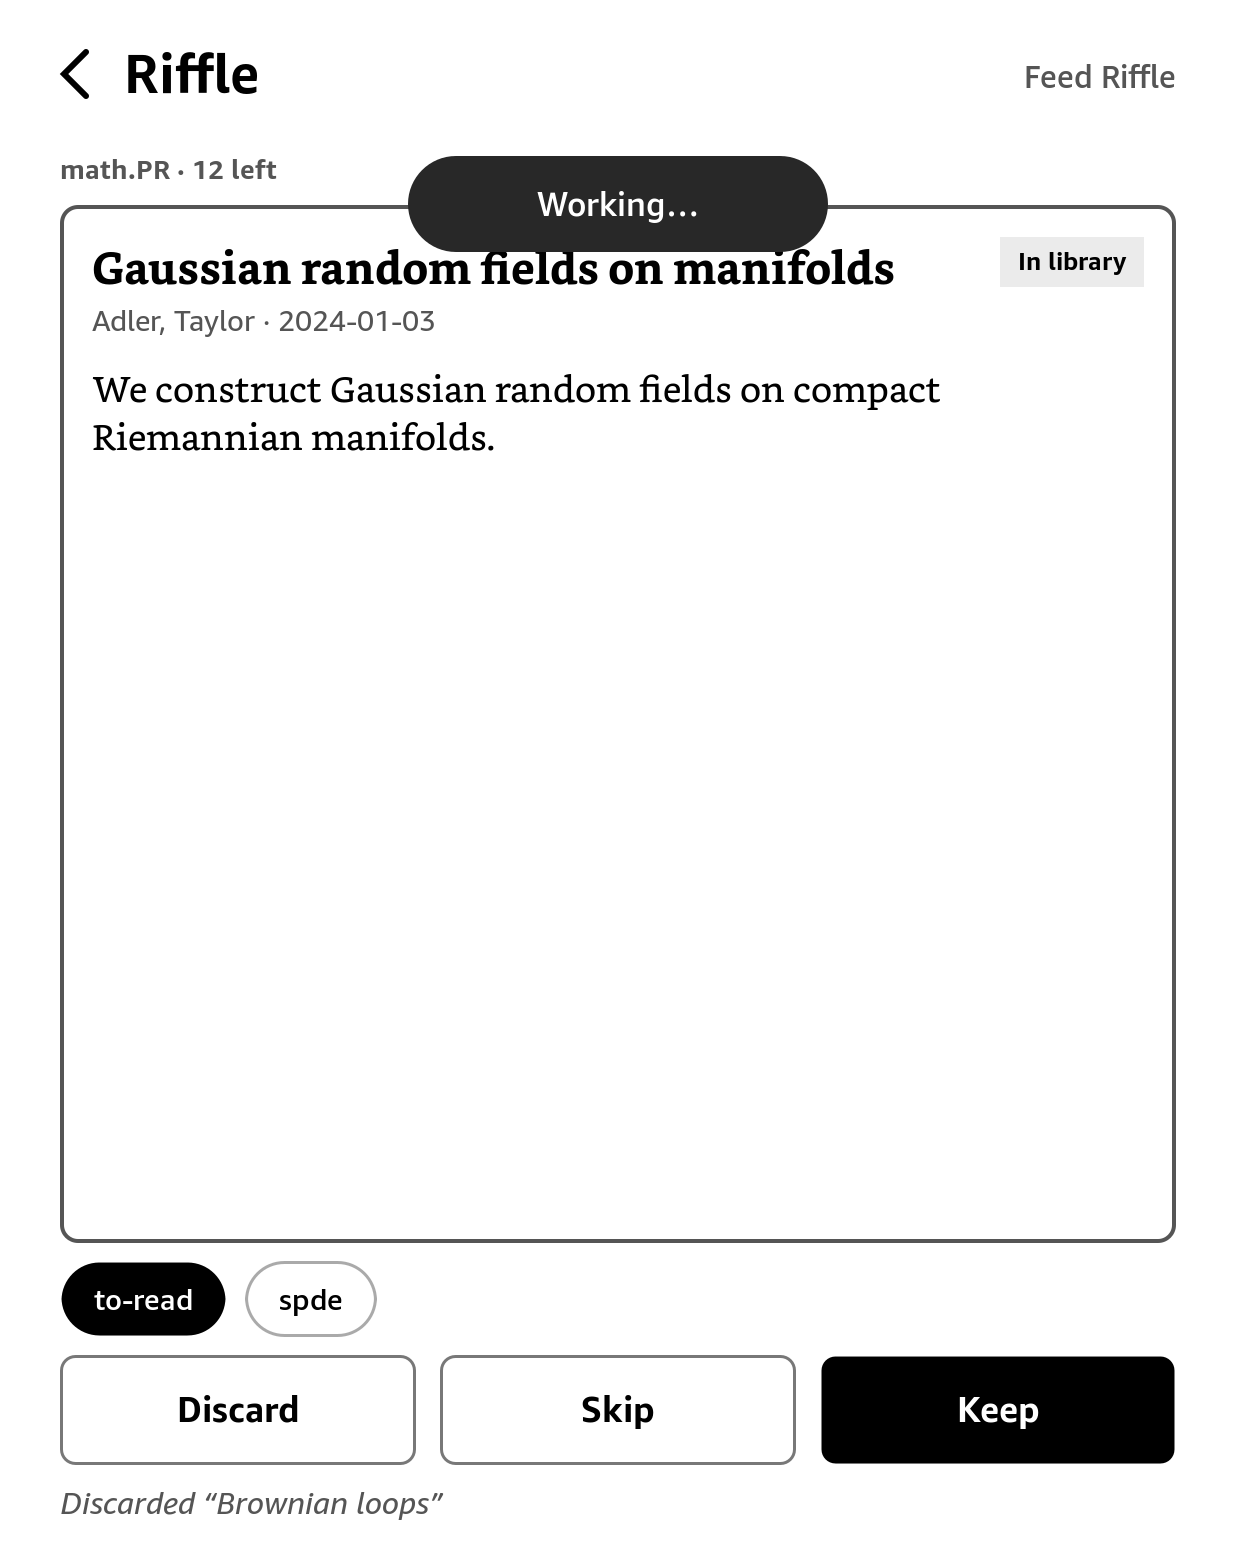 Riffle
Feed Riffle
math.PR · 12 left
Working...
Gaussian random fields on manifolds
In library
Adler, Taylor · 2024-01-03
We construct Gaussian random fields on compact
Riemannian manifolds.
to-read
spde
Discard
Skip
Keep
Discarded “Brownian loops”